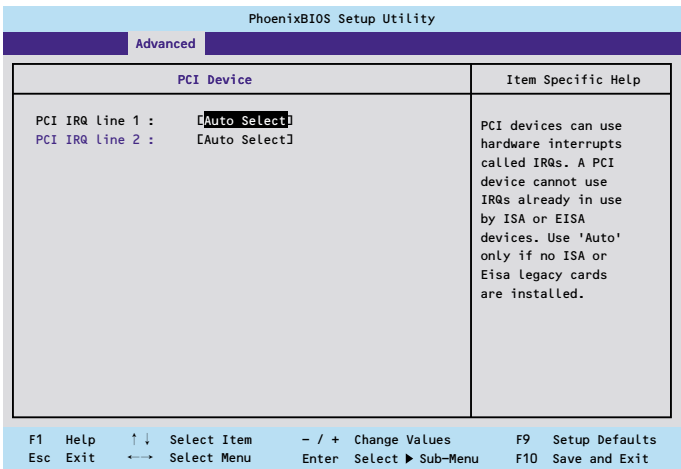 PhoenixBIOS Setup Utility
Advanced
PCI Device
Item Specific Help
PCI IRQ line 1 : [Auto Select]
PCI IRQ line 2 : [Auto Select]
PCI devices can use
hardware interrupts
called IRQs. A PCI
device cannot use
IRQs already in use
by ISA or EISA
devices. Use 'Auto'
only if no ISA or
Eisa legacy cards
are installed.
F1 Help ↑↓ Select Item – / + Change Values F9 Setup Defaults
Esc Exit ←→ Select Menu Enter Select ▶ Sub-Menu F10 Save and Exit